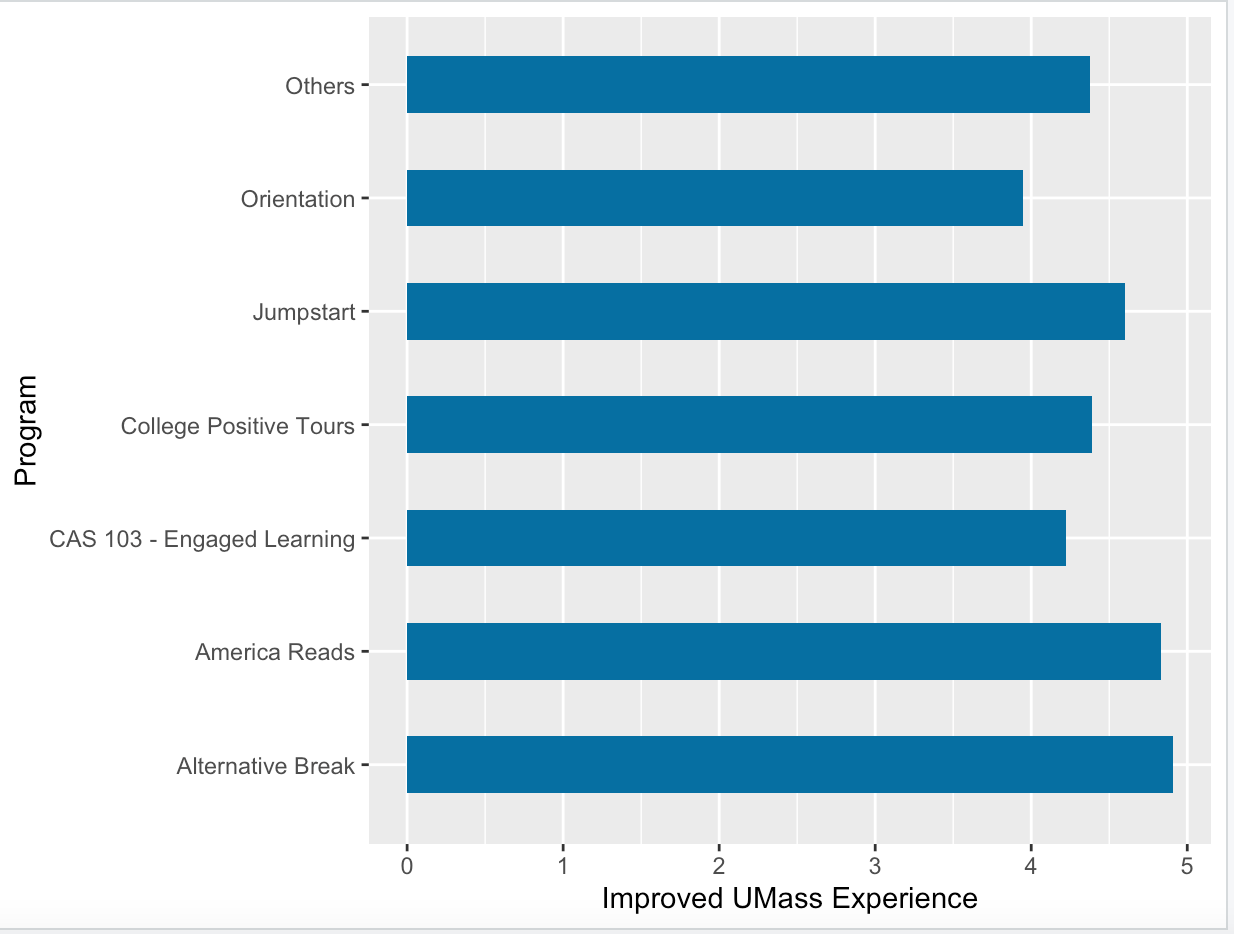 Others
Orientation
Jumpstart
College Positive Tours
CAS 103 - Engaged Learning
America Reads
Alternative Break
Program
0 1 2 3 4 5
Improved UMass Experience